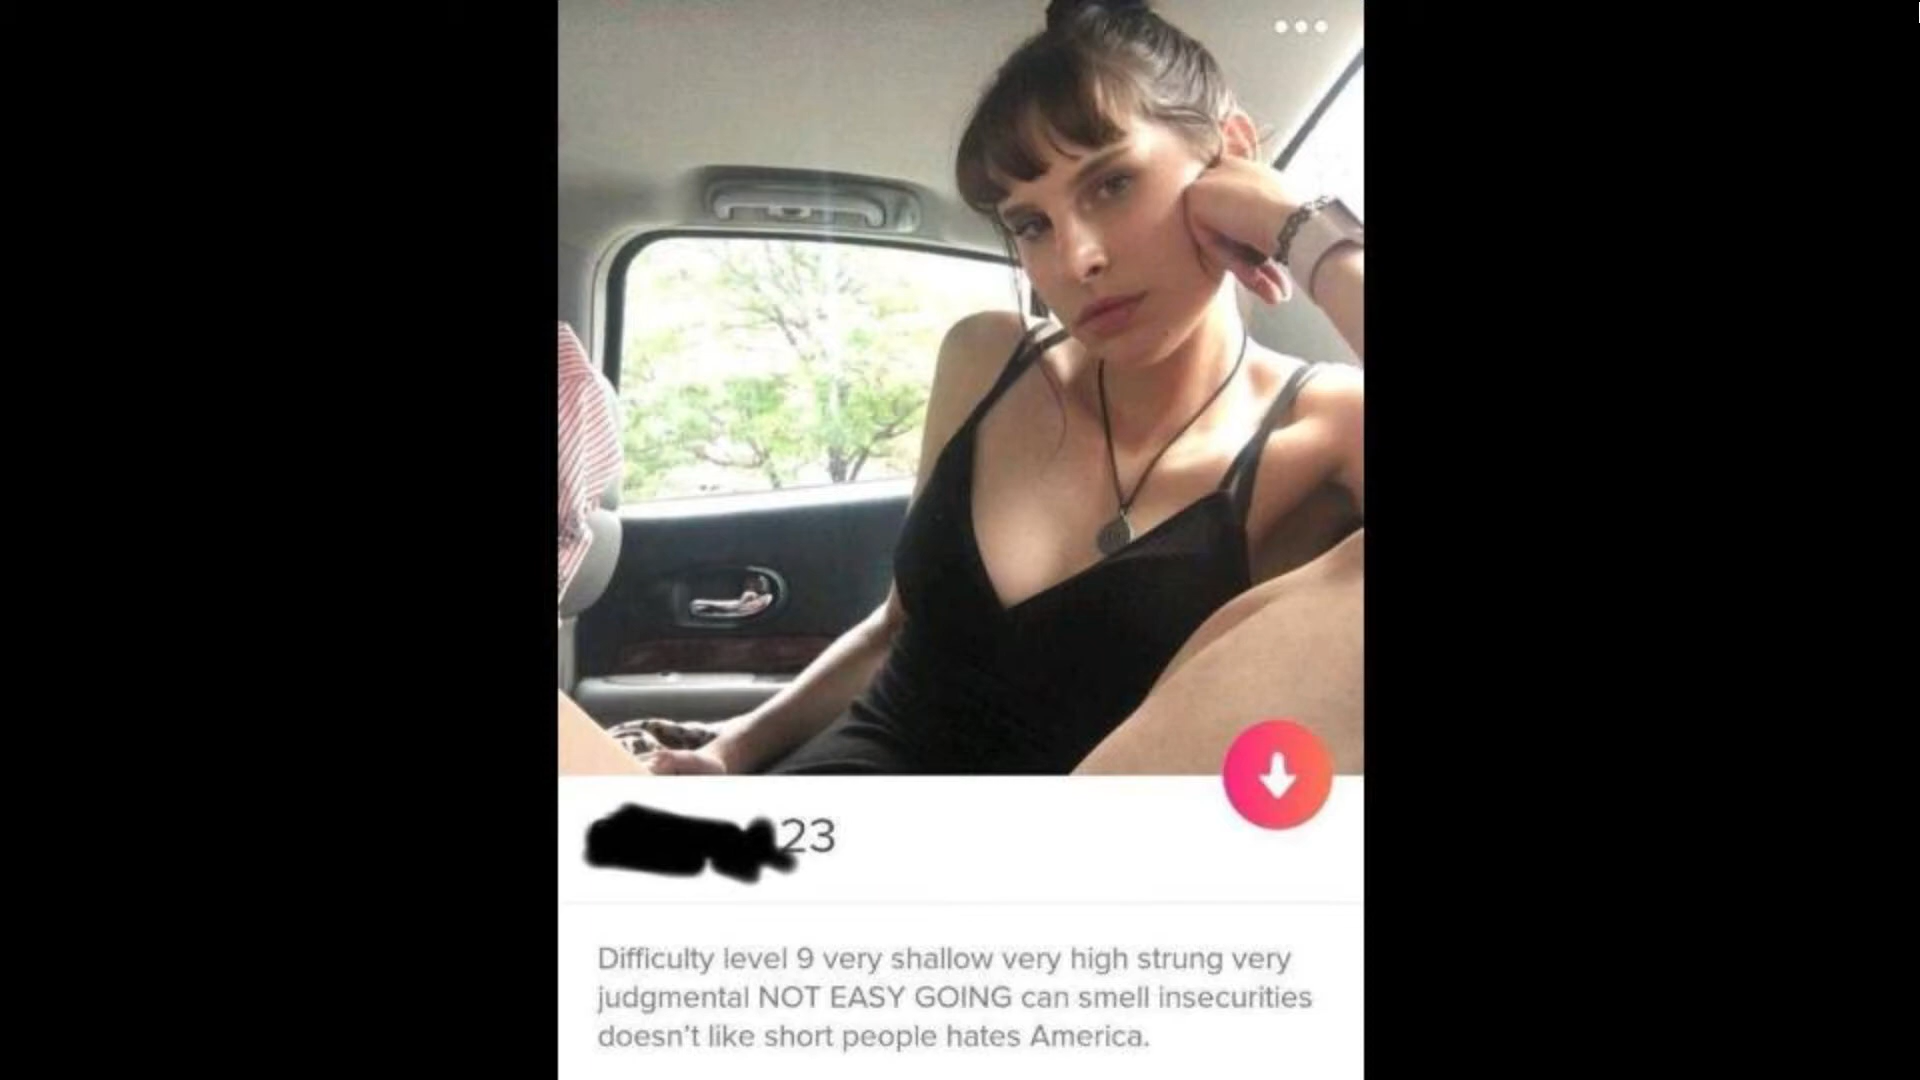 23
Difficulty level 9 very shallow very high strung very
judgmental NOT EASY GOING can smell insecurities
doesn't like short people hates America.